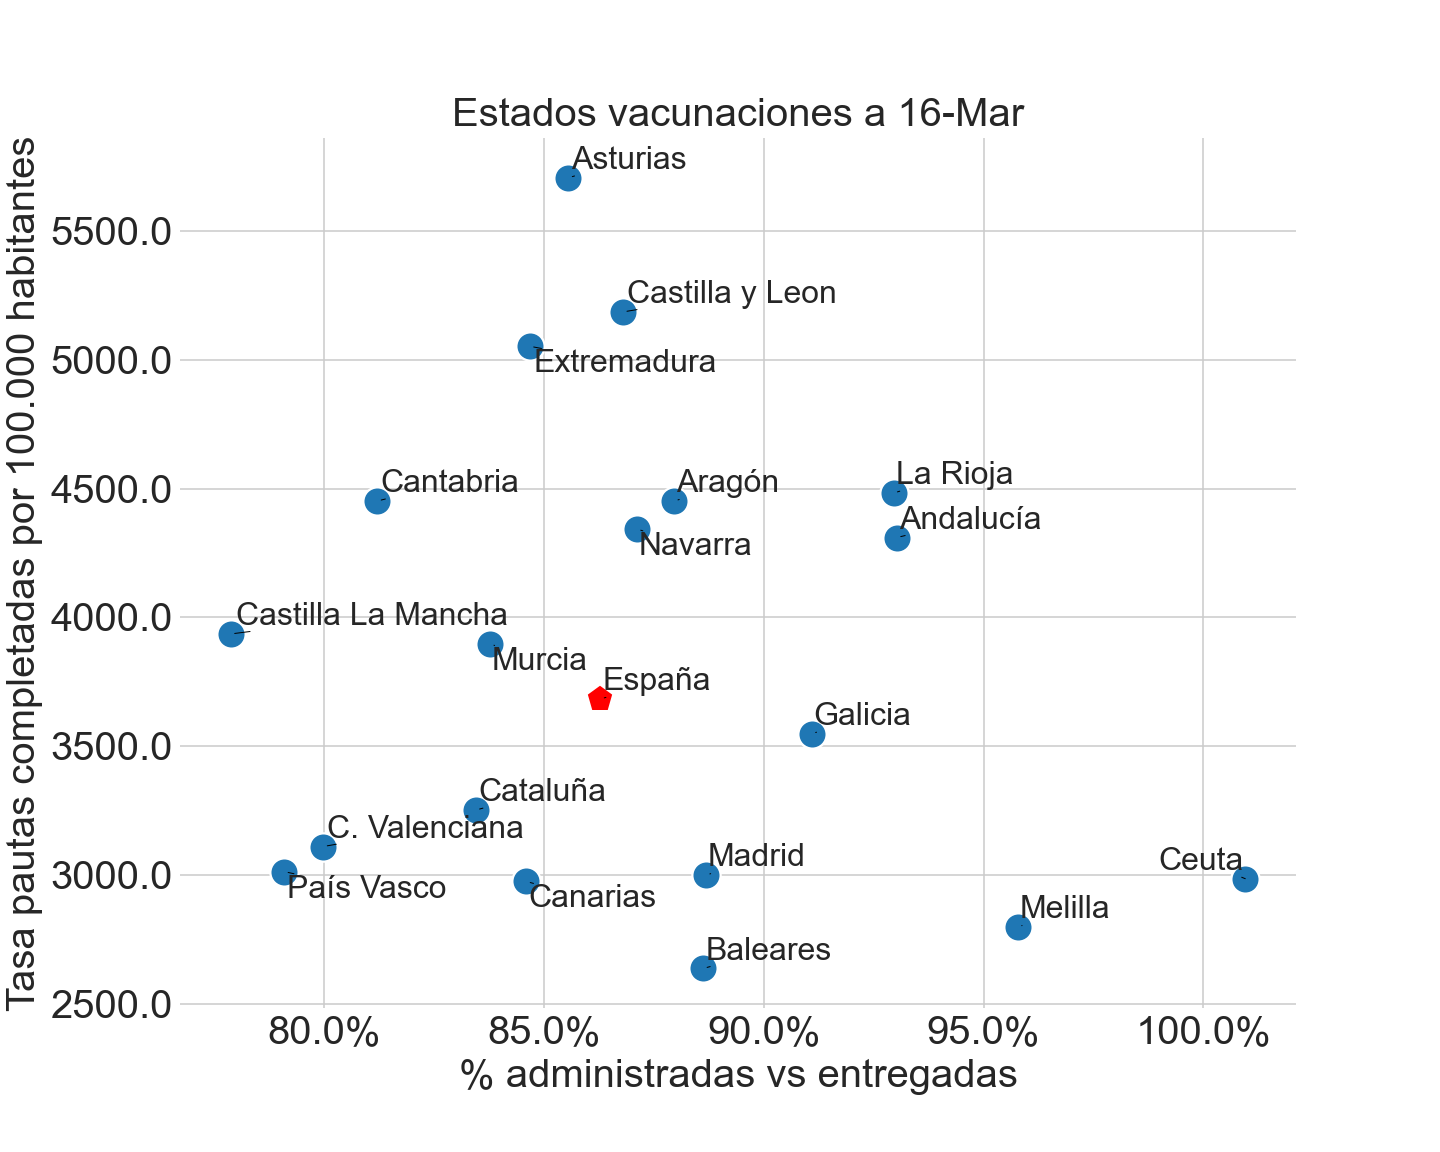 Estados vacunaciones a 16-Mar
Tasa pautas completadas por 100.000 habitantes
5500.0
5000.0
4500.0
4000.0
3500.0
3000.0
2500.0
Asturias
Castilla y Leon
Extremadura
Cantabria
Aragón
La Rioja
Andalucía
Navarra
Castilla La Mancha
Murcia
España
Galicia
Cataluña
C. Valenciana
Madrid
Ceuta
País Vasco
Canarias
Melilla
Baleares
80.0%
85.0%
90.0%
95.0%
100.0%
% administradas vs entregadas